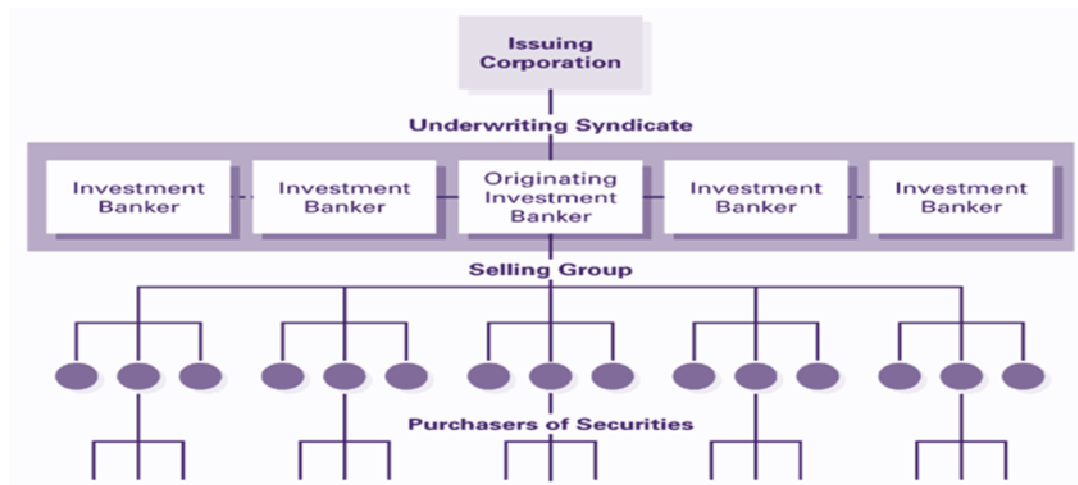 Issuing
Corporation
Underwriting Syndicate
Investment
Banker
Investment
Banker
Originating
Investment
Banker
Investment
Banker
Investment
Banker
Selling Group
Purchasers of Securities